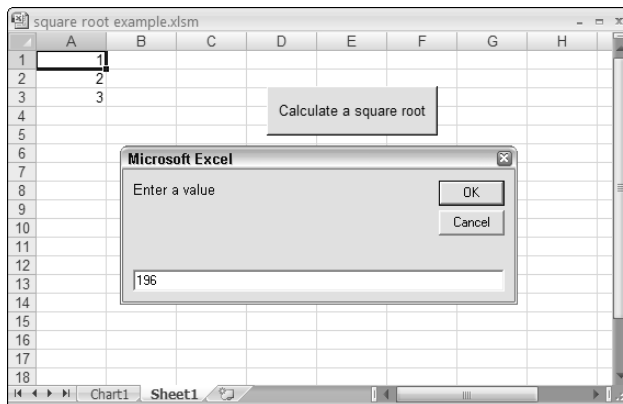 square root example.xlsm
A B C D E F G H
1 1
2 2
3 3
4
Calculate a square root
5
6
Microsoft Excel
7
8
Enter a value
OK
9
10
Cancel
11
12
13
196
14
15
16
17
18
Chart1 Sheet1